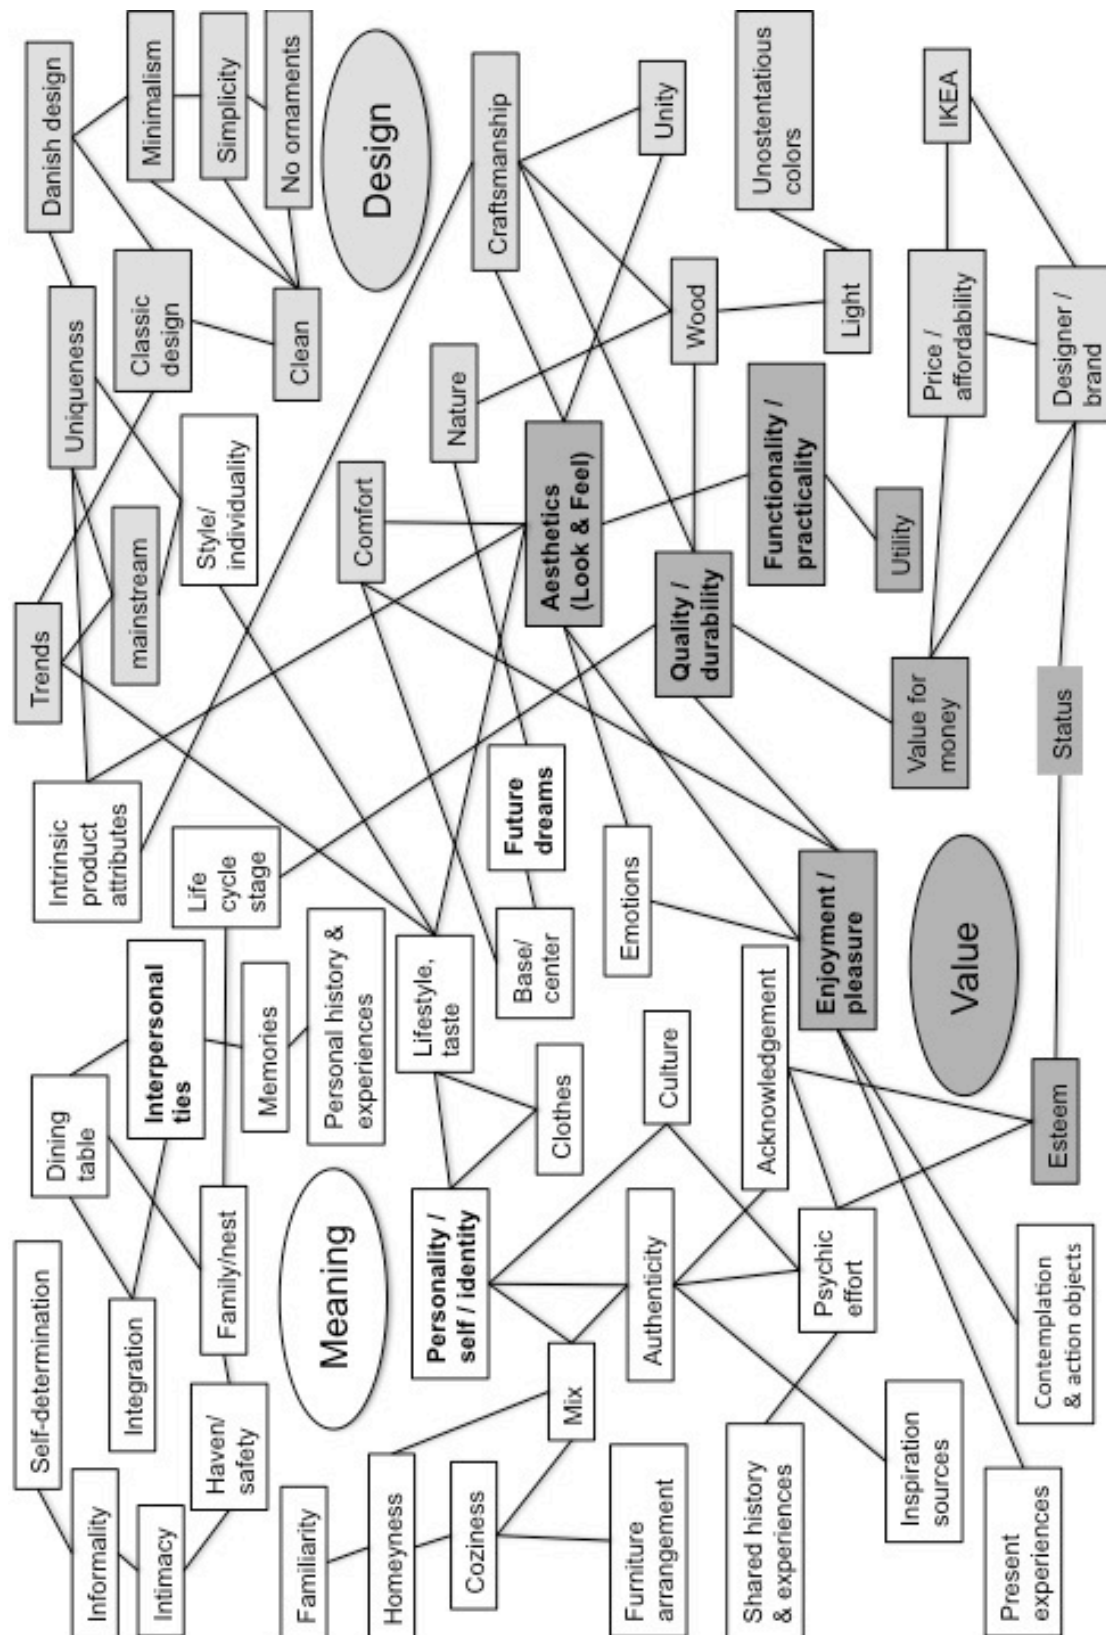 Self-determination
Informality
Intimacy
Haven/
safety
Integration
Dining
table
Family/nest
Interpersonal
ties
Memories
Personal history &
experiences
Life
cycle
stage
Intrinsic
product
attributes
Trends
mainstream
Uniqueness
Style/
individuality
Danish design
Classic
design
Clean
Minimalism
Simplicity
No ornaments
Design
Meaning
Familiarity
Homeyness
Coziness
Furniture
arrangement
Mix
Personality /
self / identity
Authenticity
Lifestyle,
taste
Clothes
Culture
Base/
center
Future
dreams
Emotions
Comfort
Nature
Aesthetics
(Look & Feel)
Craftsmanship
Unity
Wood
Quality /
durability
Functionality /
practicality
Light
Unostentatious
colors
Utility
Shared history
& experiences
Psychic
effort
Acknowledgement
Enjoyment /
pleasure
Inspiration
sources
Present
experiences
Contemplation
& action objects
Esteem
Value
Status
Value for
money
Price /
affordability
Designer /
brand
IKEA